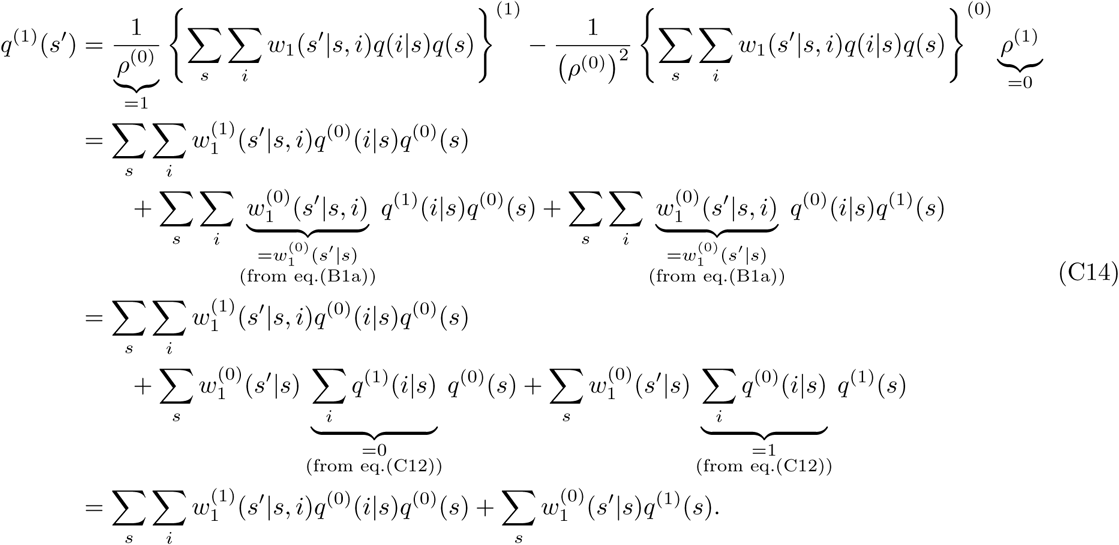 q^{(1)}(s') = \underbrace{\frac{1}{\rho^{(0)}}}_{=1} \left\{ \sum_s \sum_i w_1(s'|s,i) q(i|s) q(s) \right\}^{(1)} - \frac{1}{\left(\rho^{(0)}\right)^2} \left\{ \sum_s \sum_i w_1(s'|s,i) q(i|s) q(s) \right\}^{(0)} \underbrace{\rho^{(1)}}_{=0}
= \sum_s \sum_i w_1^{(1)}(s'|s,i) q^{(0)}(i|s) q^{(0)}(s)
+ \sum_s \sum_i \underbrace{w_1^{(0)}(s'|s,i)}_{\substack{=w_1^{(0)}(s'|s) \\ \text{(from eq.(B1a))}}} q^{(1)}(i|s) q^{(0)}(s) + \sum_s \sum_i \underbrace{w_1^{(0)}(s'|s,i)}_{\substack{=w_1^{(0)}(s'|s) \\ \text{(from eq.(B1a))}}} q^{(0)}(i|s) q^{(1)}(s)
(C14)
= \sum_s \sum_i w_1^{(1)}(s'|s,i) q^{(0)}(i|s) q^{(0)}(s)
+ \sum_s w_1^{(0)}(s'|s) \underbrace{\sum_i q^{(1)}(i|s)}_{\substack{=0 \\ \text{(from eq.(C12))}}} q^{(0)}(s) + \sum_s w_1^{(0)}(s'|s) \underbrace{\sum_i q^{(0)}(i|s)}_{\substack{=1 \\ \text{(from eq.(C12))}}} q^{(1)}(s)
= \sum_s \sum_i w_1^{(1)}(s'|s,i) q^{(0)}(i|s) q^{(0)}(s) + \sum_s w_1^{(0)}(s'|s) q^{(1)}(s).